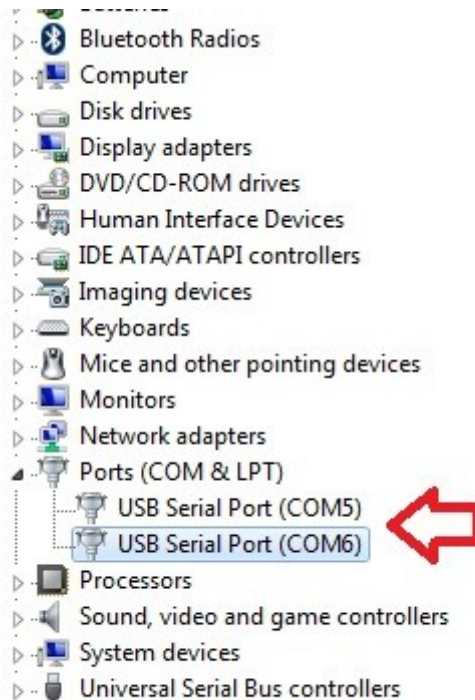 Bluetooth Radios
Computer
Disk drives
Display adapters
DVD/CD-ROM drives
Human Interface Devices
IDE ATA/ATAPI controllers
Imaging devices
Keyboards
Mice and other pointing devices
Monitors
Network adapters
Ports (COM & LPT)
USB Serial Port (COM5)
USB Serial Port (COM6)
Processors
Sound, video and game controllers
System devices
Universal Serial Bus controllers